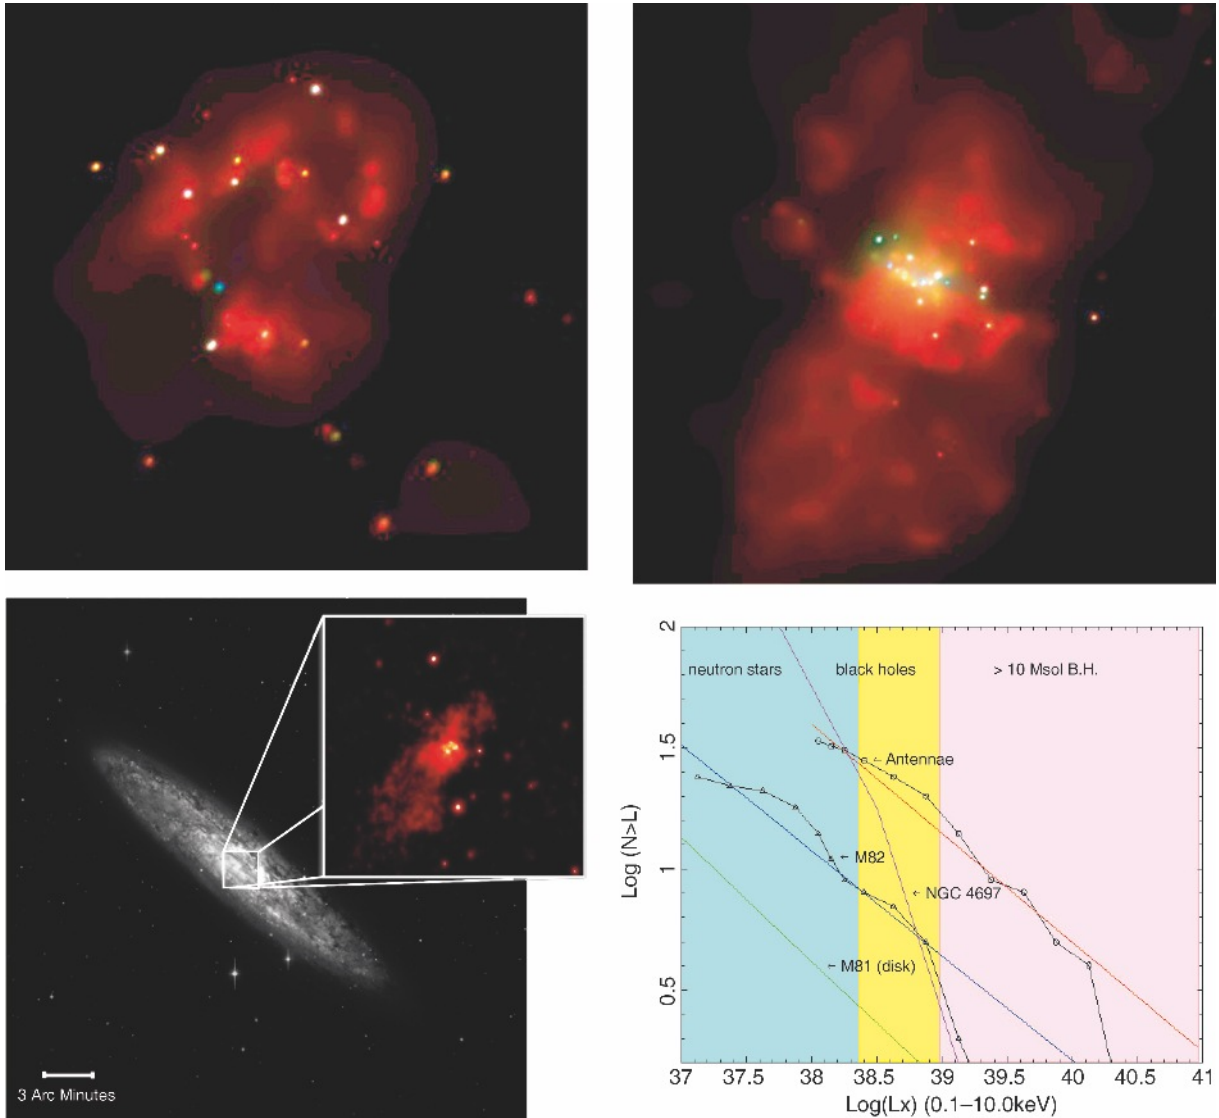 3 Arc Minutes
2
1.5
1
0.5
Log (N>L)
neutron stars
black holes
> 10 Msol B.H.
←Antennae
←M82
←NGC 4697
←M81 (disk)
37 37.5 38 38.5 39 39.5 40 40.5 41
Log(Lx) (0.1–10.0keV)